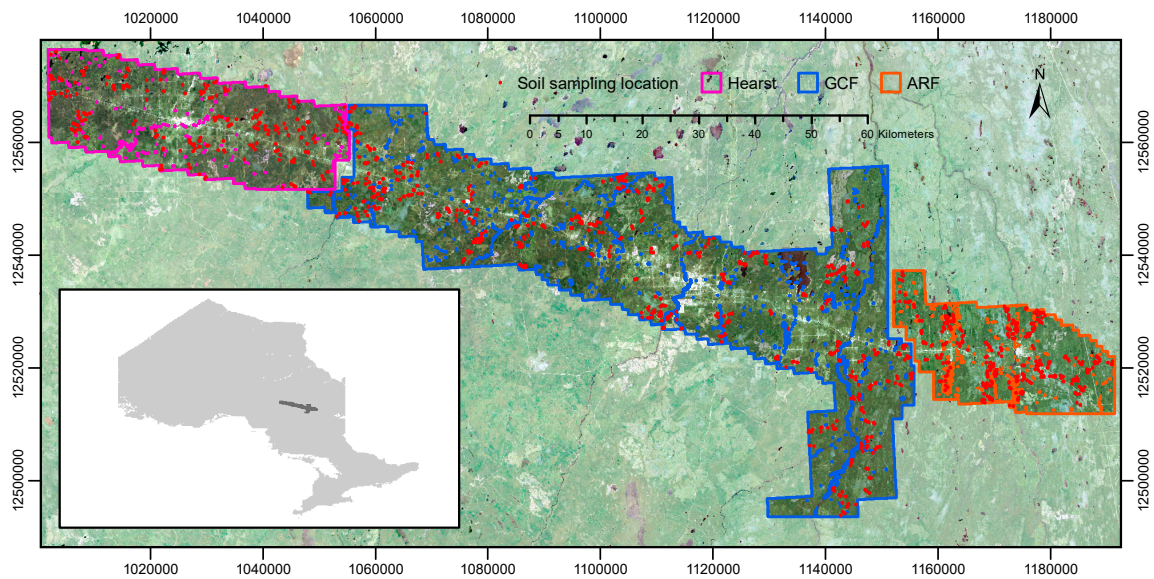 1020000 1040000 1060000 1080000 1100000 1120000 1140000 1160000 1180000
Soil sampling location Hearst GCF ARF
N
0 5 10 20 30 40 50 60 Kilometers
12560000 12560000
12540000 12540000
12520000 12520000
12500000 12500000
1020000 1040000 1060000 1080000 1100000 1120000 1140000 1160000 1180000